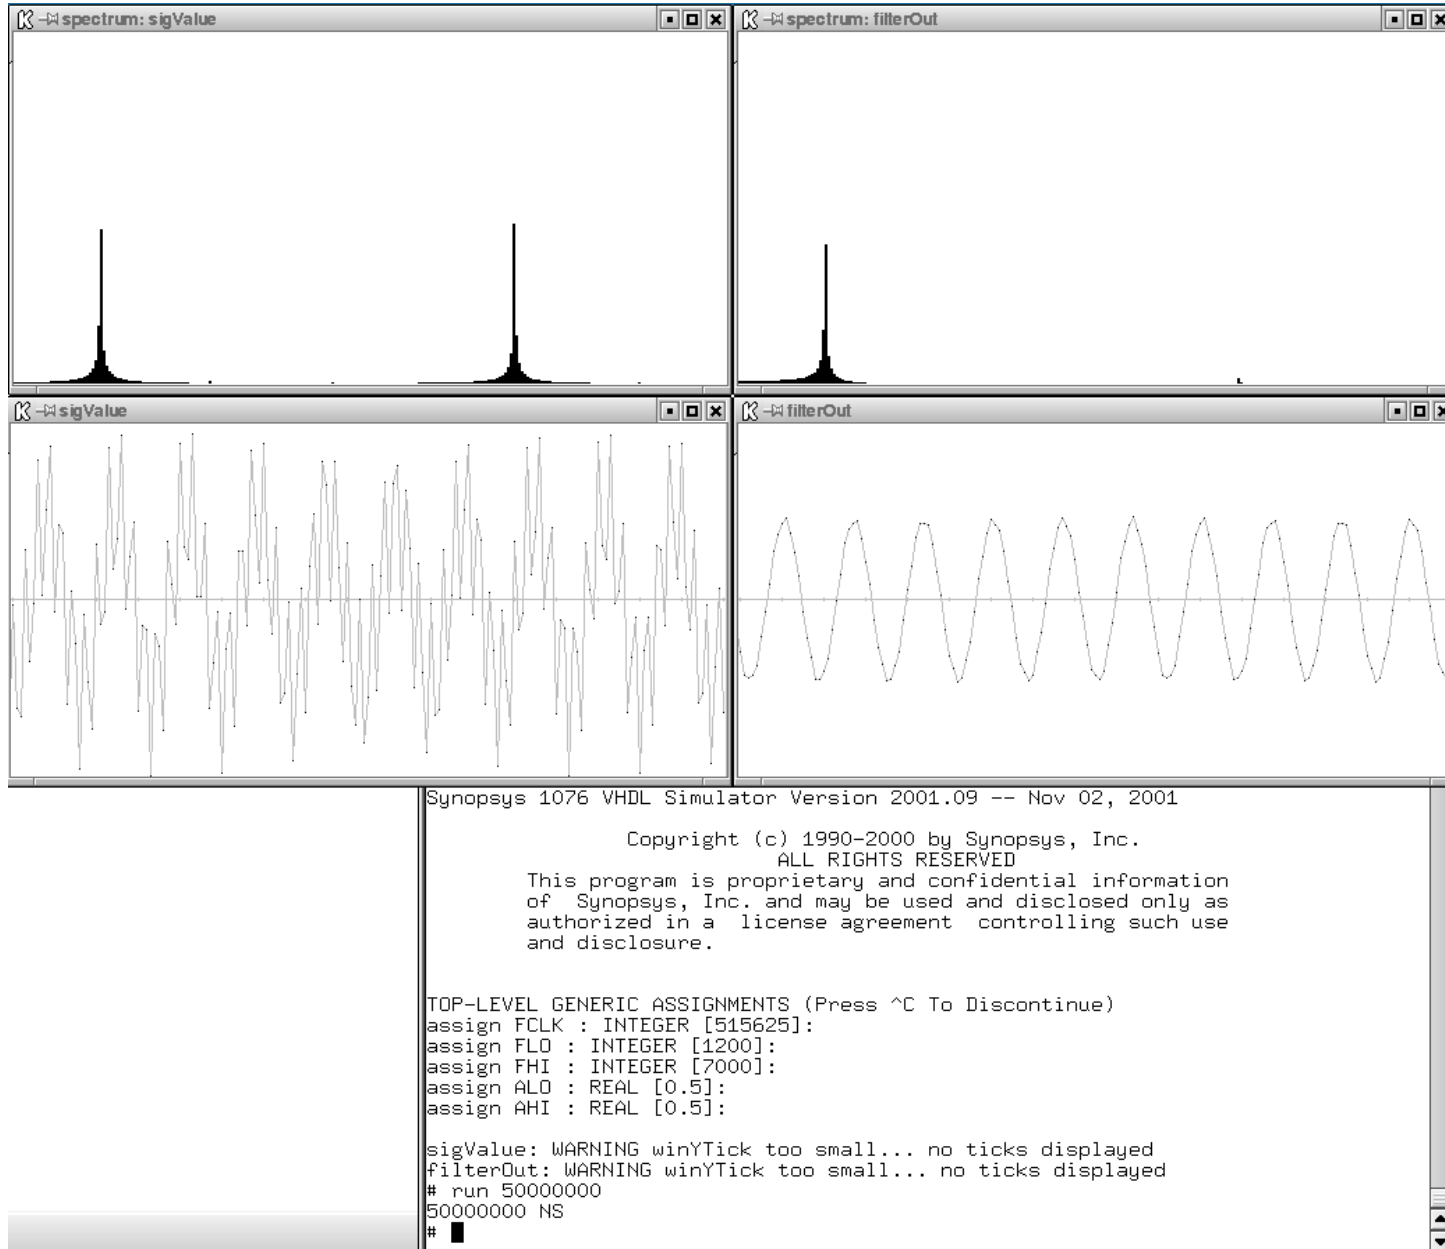 spectrum: sigValue
spectrum: filterOut
sigValue
filterOut
Synopsys 1076 VHDL Simulator Version 2001.09 -- Nov 02, 2001
Copyright (c) 1990-2000 by Synopsys, Inc.
ALL RIGHTS RESERVED
This program is proprietary and confidential information
of  Synopsys, Inc. and may be used and disclosed only as
authorized in a  license agreement  controlling such use
and disclosure.
TOP-LEVEL GENERIC ASSIGNMENTS (Press ^C To Discontinue)
assign FCLK : INTEGER [515625]:
assign FLO : INTEGER [1200]:
assign FHI : INTEGER [7000]:
assign ALO : REAL [0.5]:
assign AHI : REAL [0.5]:
sigValue: WARNING winYTick too small... no ticks displayed
filterOut: WARNING winYTick too small... no ticks displayed
# run 50000000
50000000 NS
#